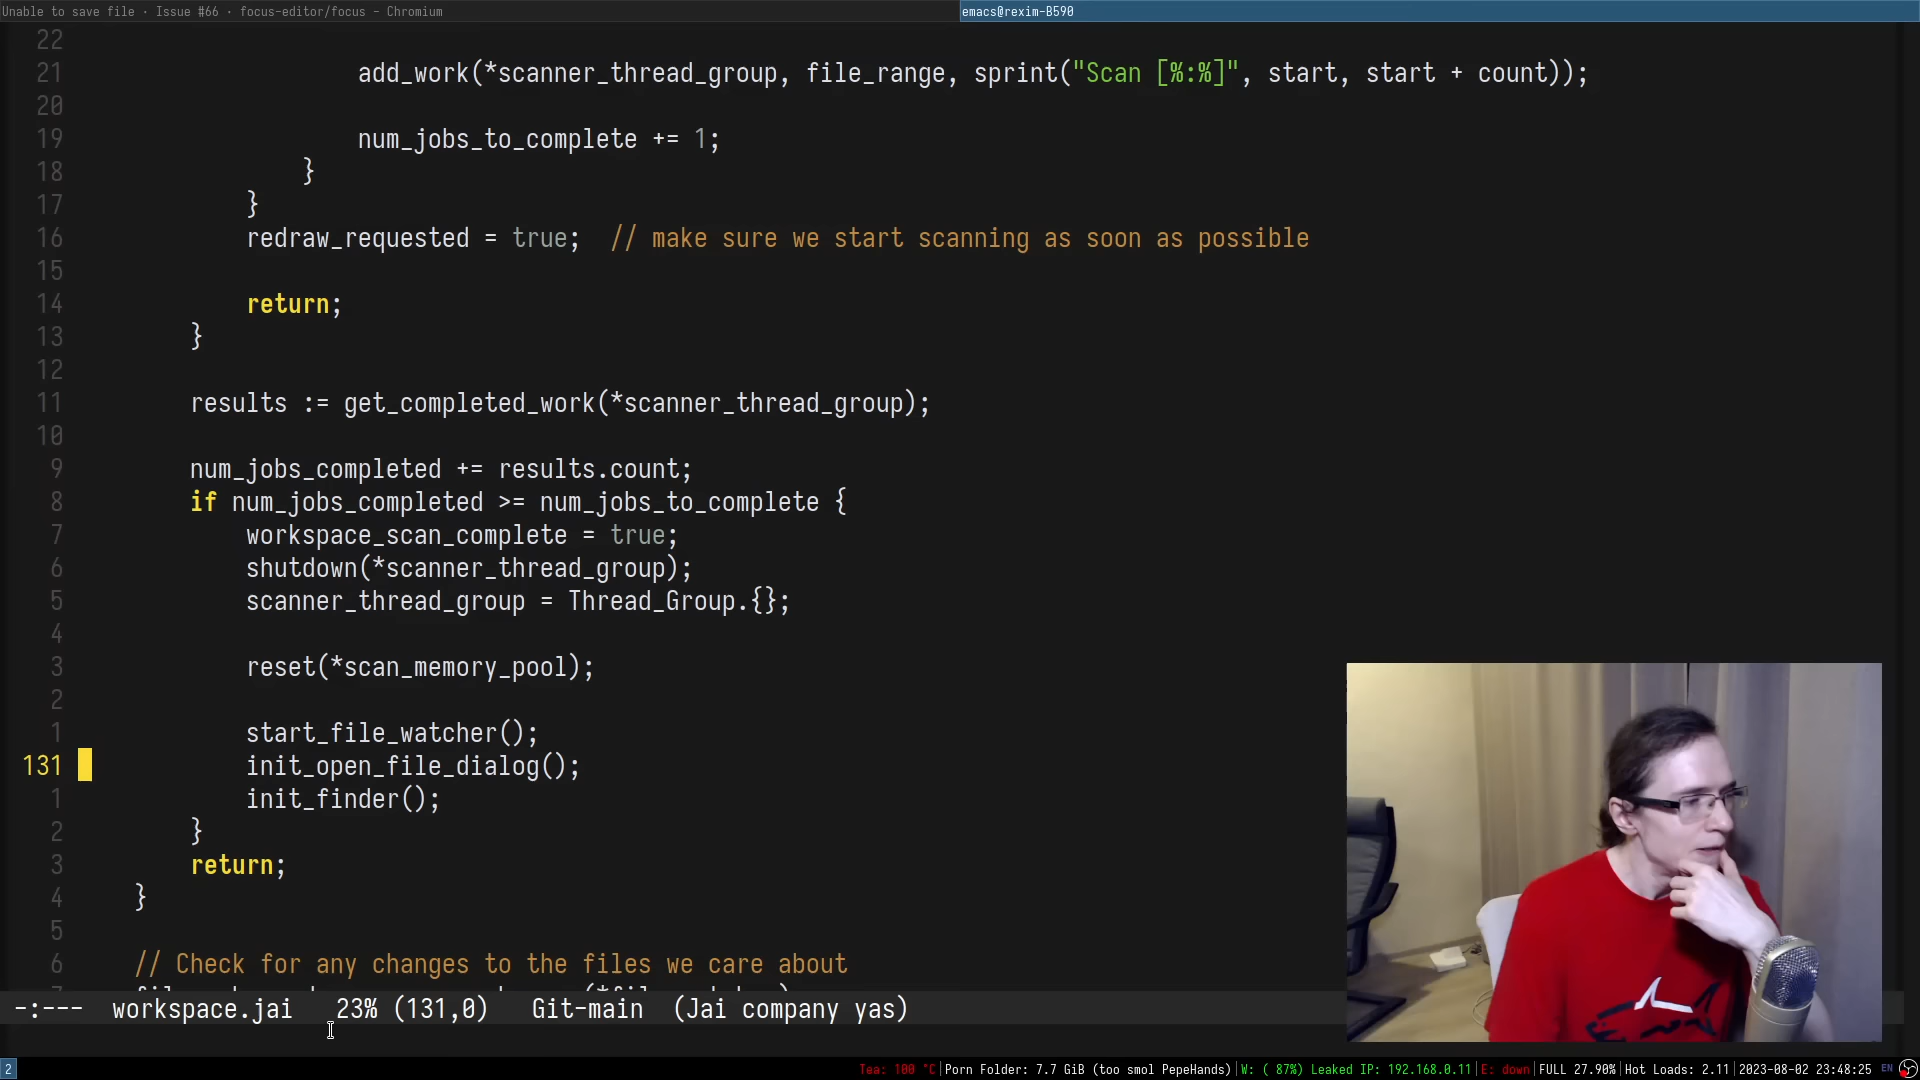 Unable to save file · Issue #66 · focus-editor/focus - Chromium
emacs@rexim-B590
22
21 add_work(*scanner_thread_group, file_range, sprint("Scan [%:%]", start, start + count));
20
19 num_jobs_to_complete += 1;
18 }
17 }
16 redraw_requested = true; // make sure we start scanning as soon as possible
15
14 return;
13 }
12
11 results := get_completed_work(*scanner_thread_group);
10
9 num_jobs_completed += results.count;
8 if num_jobs_completed >= num_jobs_to_complete {
7 workspace_scan_complete = true;
6 shutdown(*scanner_thread_group);
5 scanner_thread_group = Thread_Group.{};
4
3 reset(*scan_memory_pool);
2
1 start_file_watcher();
131 init_open_file_dialog();
1 init_finder();
2 }
3 return;
4 }
5
6 // Check for any changes to the files we care about
-:--- workspace.jai 23% (131,0) Git-main (Jai company yas)
2 Tea: 100 °C|Porn Folder: 7.7 GiB (too smol PepeHands)|W: ( 87%) Leaked IP: 192.168.0.11|E: down|FULL 27.90%|Hot Loads: 2.11|2023-08-02 23:48:25 EN